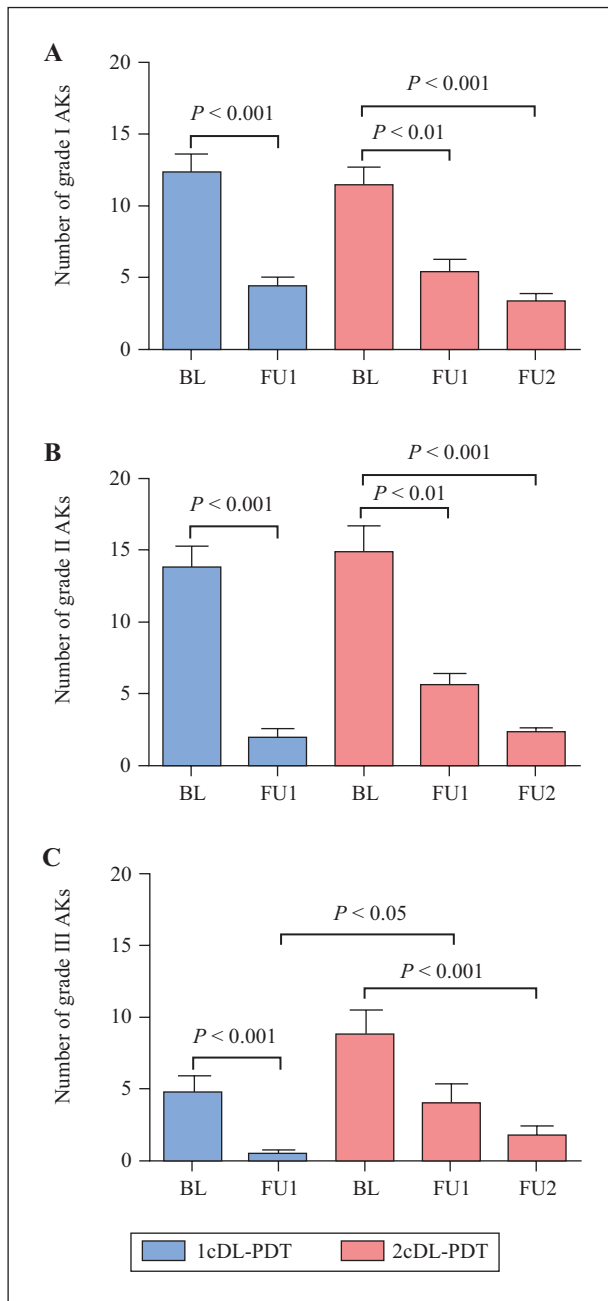 A
Number of grade I AKs
20
15
10
5
0
P < 0.001
P < 0.001
P < 0.01
BL FU1 BL FU1 FU2
B
Number of grade II AKs
20
15
10
5
0
P < 0.001
P < 0.001
P < 0.01
BL FU1 BL FU1 FU2
C
Number of grade III AKs
20
15
10
5
0
P < 0.05
P < 0.001
P < 0.001
BL FU1 BL FU1 FU2
1cDL-PDT 2cDL-PDT